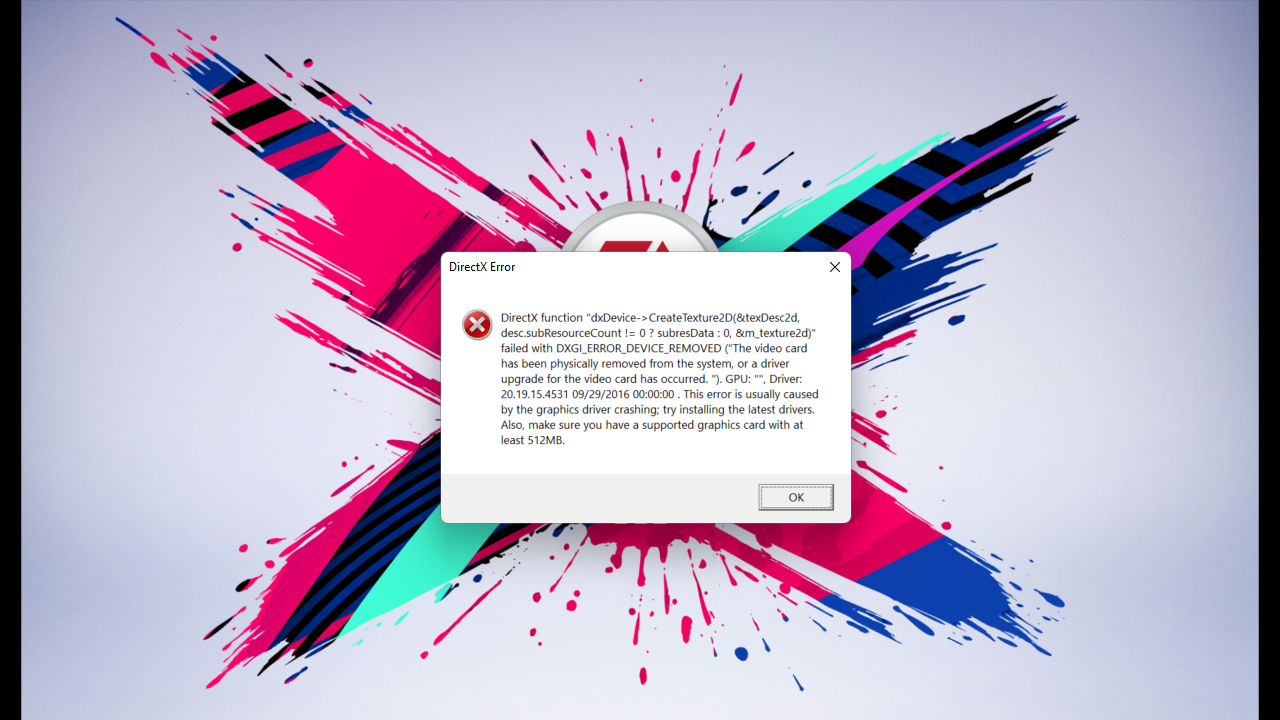 DirectX Error
DirectX function "dxDevice->CreateTexture2D(&texDesc2d,
desc.subResourceCount != 0 ? subresData : 0, &m_texture2d)"
failed with DXGI_ERROR_DEVICE_REMOVED ("The video card
has been physically removed from the system, or a driver
upgrade for the video card has occurred. "). GPU: "", Driver:
20.19.15.4531 09/29/2016 00:00:00 . This error is usually caused
by the graphics driver crashing; try installing the latest drivers.
Also, make sure you have a supported graphics card with at
least 512MB.
OK